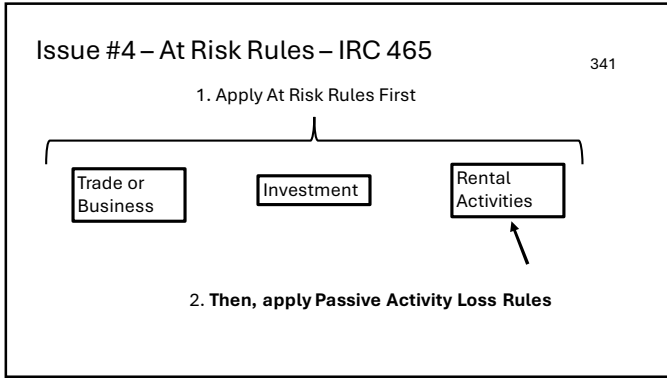 Issue #4 – At Risk Rules – IRC 465
341
1. Apply At Risk Rules First
Trade or
Business
Investment
Rental
Activities
2. Then, apply Passive Activity Loss Rules